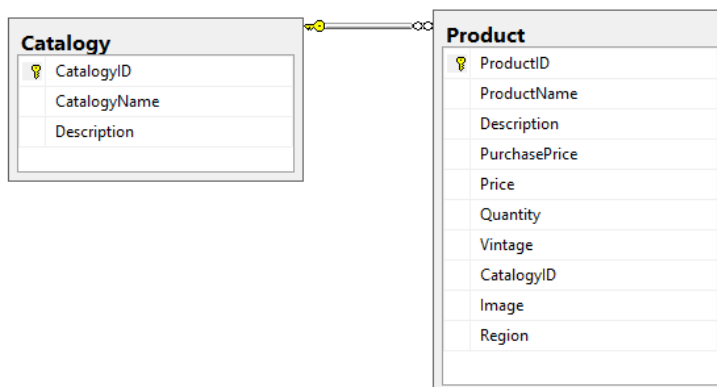 Catalogy
CatalogyID
CatalogyName
Description
Product
ProductID
ProductName
Description
PurchasePrice
Price
Quantity
Vintage
CatalogyID
Image
Region